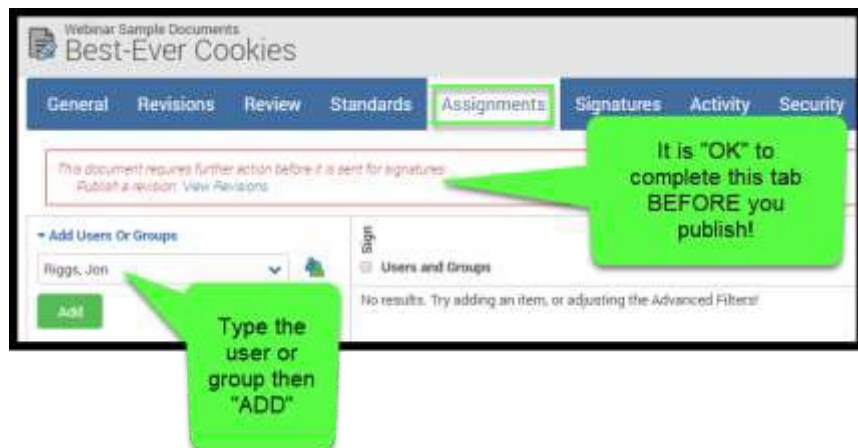 Webinar Sample Documents
Best-Ever Cookies
General Revisions Review Standards Assignments Signatures Activity Security
This document requires further action before it is sent for signatures:
Publish a revision. View Revisions
It is "OK" to
complete this tab
BEFORE you
publish!
Add Users Or Groups
Riggs, Jon
Add
Sign
Users and Groups
No results. Try adding an item, or adjusting the Advanced Filters!
Type the
user or
group then
"ADD"